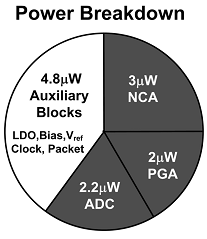 Power Breakdown
4.8μW
Auxiliary
Blocks
LDO,Bias,Vref
Clock, Packet
3μW
NCA
2μW
PGA
2.2μW
ADC